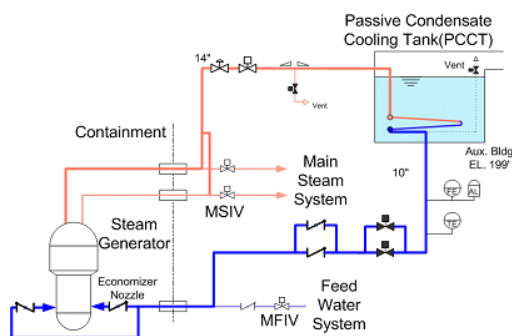 Passive Condensate
Cooling Tank(PCCT)
14"
Vent
Vent
Containment
Aux. Bldg
EL. 199'
10"
Main
Steam
System
MSIV
FE
AL
TE
Steam
Generator
Economizer
Nozzle
Feed
Water
System
MFIV